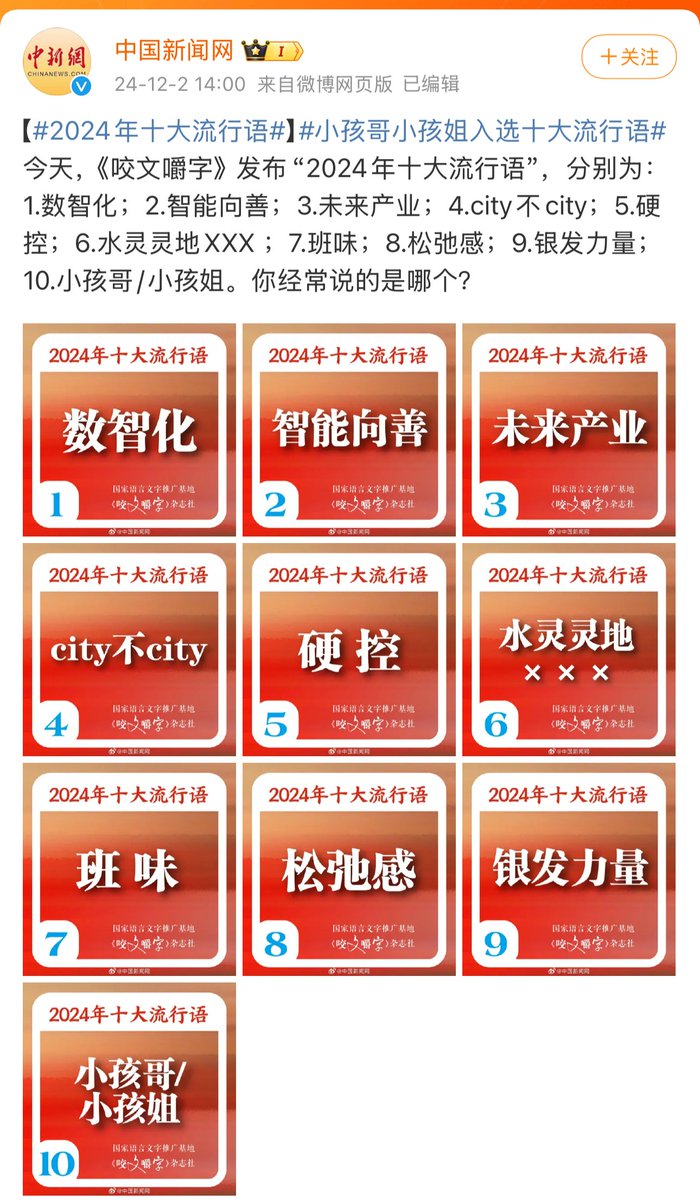 中新網
CHINANEWS.COM
中国新闻网
I
+关注
24-12-2 14:00 来自微博网页版 已编辑
【#2024年十大流行语#】#小孩哥小孩姐入选十大流行语#
今天，《咬文嚼字》发布“2024年十大流行语”，分别为：
1.数智化；2.智能向善；3.未来产业；4.city不city；5.硬
控；6.水灵灵地XXX ；7.班味；8.松弛感；9.银发力量；
10.小孩哥/小孩姐。你经常说的是哪个？
2024年十大流行语
数智化
国家语言文字推广基地
《咬文嚼字》杂志社
1
@中国新闻网
2024年十大流行语
智能向善
国家语言文字推广基地
《咬文嚼字》杂志社
2
@中国新闻网
2024年十大流行语
未来产业
国家语言文字推广基地
《咬文嚼字》杂志社
3
@中国新闻网
2024年十大流行语
city不city
国家语言文字推广基地
《咬文嚼字》杂志社
4
@中国新闻网
2024年十大流行语
硬控
国家语言文字推广基地
《咬文嚼字》杂志社
5
@中国新闻网
2024年十大流行语
水灵灵地
×××
国家语言文字推广基地
《咬文嚼字》杂志社
6
@中国新闻网
2024年十大流行语
班味
国家语言文字推广基地
《咬文嚼字》杂志社
7
@中国新闻网
2024年十大流行语
松弛感
国家语言文字推广基地
《咬文嚼字》杂志社
8
@中国新闻网
2024年十大流行语
银发力量
国家语言文字推广基地
《咬文嚼字》杂志社
9
@中国新闻网
2024年十大流行语
小孩哥/
小孩姐
国家语言文字推广基地
《咬文嚼字》杂志社
10
@中国新闻网